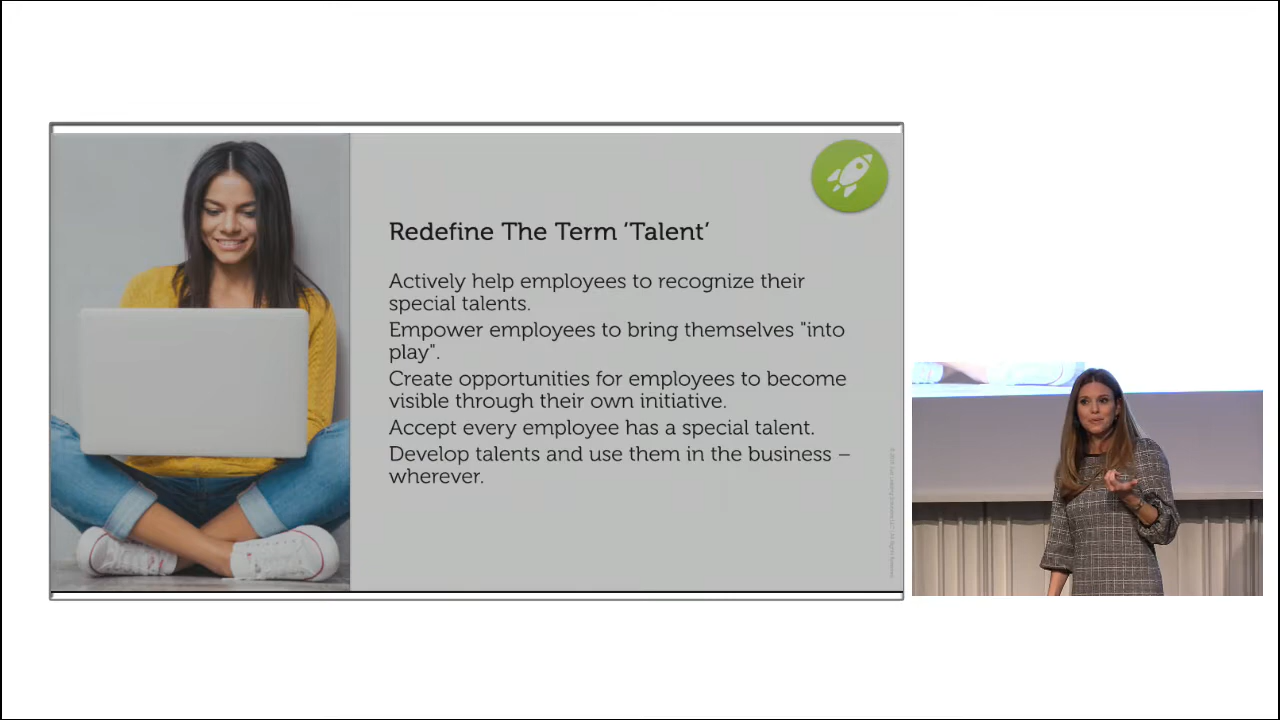 Redefine The Term ‘Talent’
Actively help employees to recognize their
special talents.
Empower employees to bring themselves "into
play".
Create opportunities for employees to become
visible through their own initiative.
Accept every employee has a special talent.
Develop talents and use them in the business –
wherever.